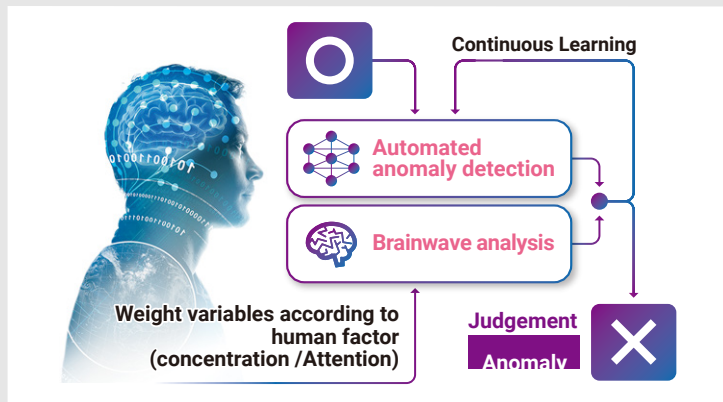 Continuous Learning
Automated
anomaly detection
Brainwave analysis
Weight variables according to
human factor
(concentration /Attention)
Judgement
Anomaly